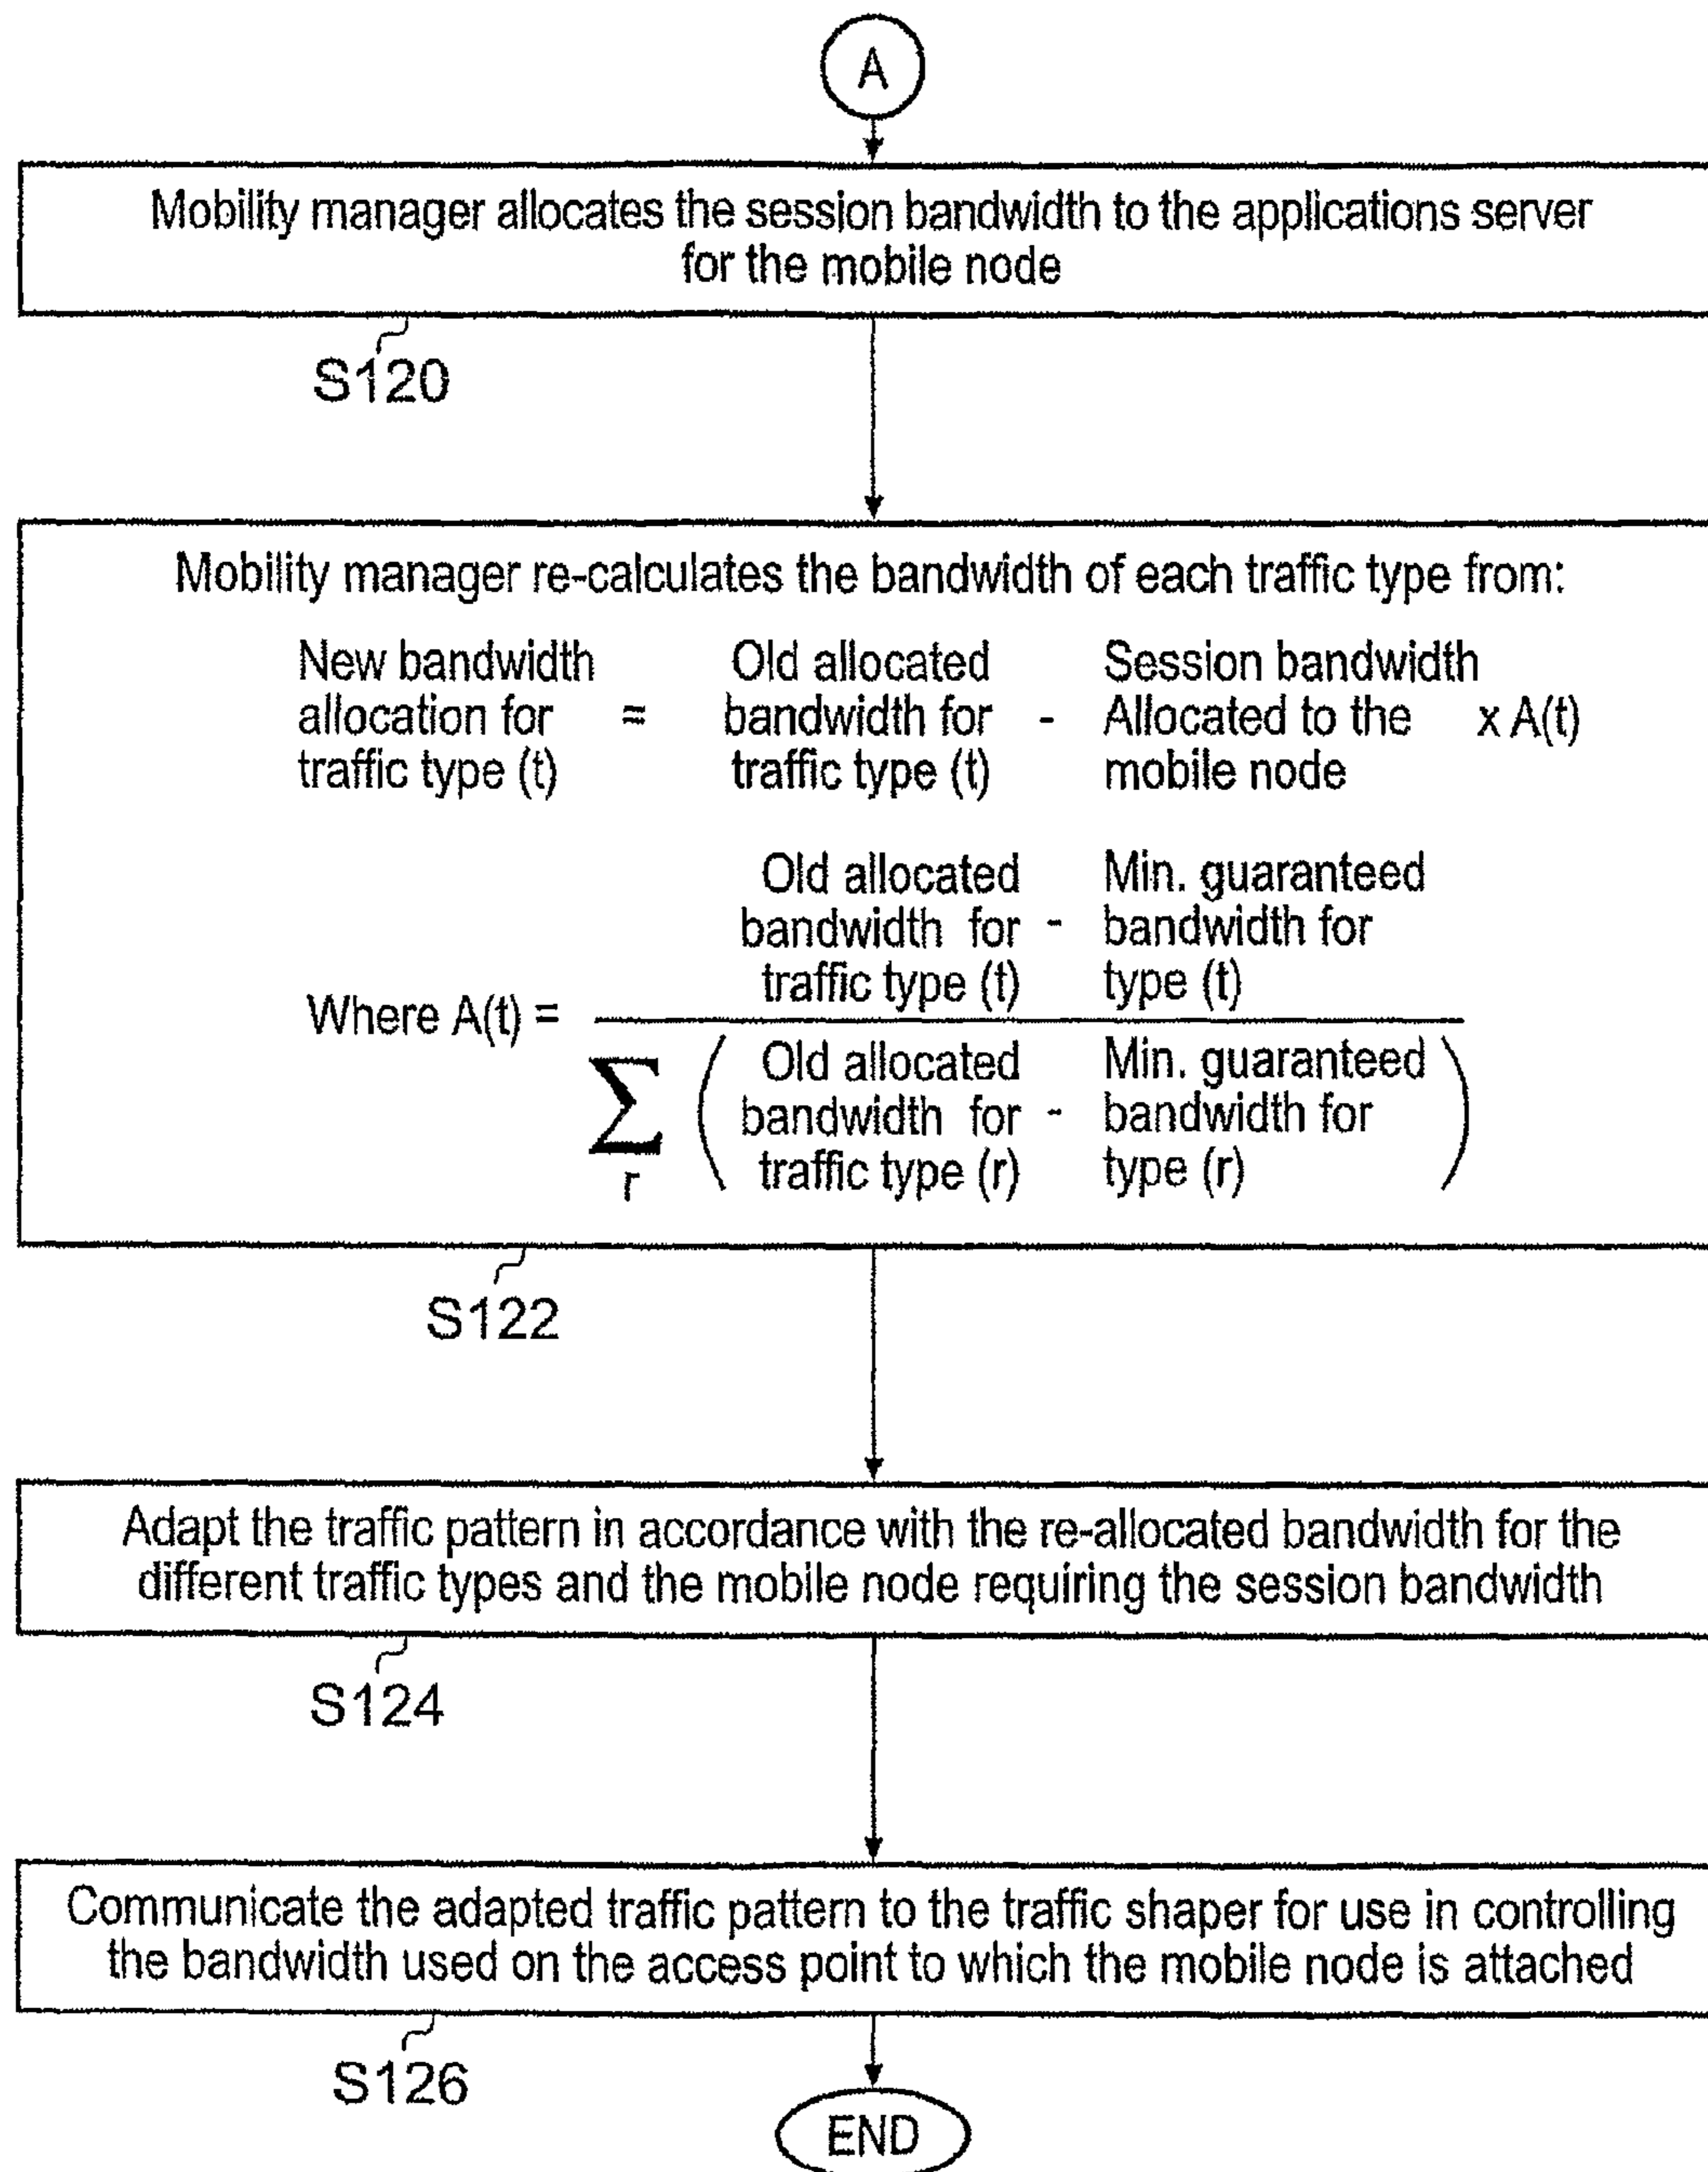 A
Mobility manager allocates the session bandwidth to the applications server
for the mobile node
S120
Mobility manager re-calculates the bandwidth of each traffic type from:
New bandwidth allocation for traffic type (t) = Old allocated bandwidth for traffic type (t) - Session bandwidth Allocated to the mobile node x A(t)
Where A(t) =
Old allocated bandwidth for traffic type (t) - Min. guaranteed bandwidth for type (t)
∑ r ( Old allocated bandwidth for traffic type (r) - Min. guaranteed bandwidth for type (r) )
S122
Adapt the traffic pattern in accordance with the re-allocated bandwidth for the
different traffic types and the mobile node requiring the session bandwidth
S124
Communicate the adapted traffic pattern to the traffic shaper for use in controlling
the bandwidth used on the access point to which the mobile node is attached
S126
END